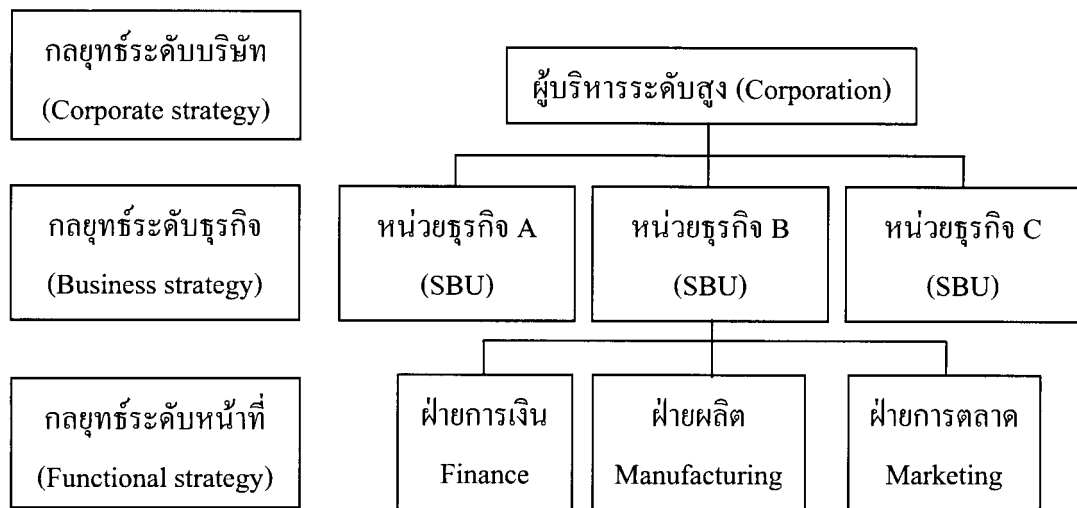 กลยุทธ์ระดับบริษัท
(Corporate strategy)
ผู้บริหารระดับสูง (Corporation)
กลยุทธ์ระดับธุรกิจ
(Business strategy)
หน่วยธุรกิจ A
(SBU)
หน่วยธุรกิจ B
(SBU)
หน่วยธุรกิจ C
(SBU)
กลยุทธ์ระดับหน้าที่
(Functional strategy)
ฝ่ายการเงิน
Finance
ฝ่ายผลิต
Manufacturing
ฝ่ายการตลาด
Marketing